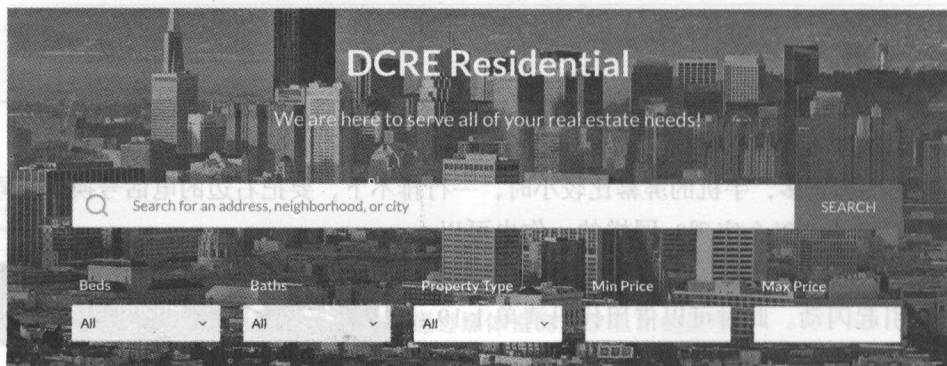 DCRE Residential
We are here to serve all of your real estate needs!
Search for an address, neighborhood, or city
SEARCH
Beds
Baths
Property Type
Min Price
Max Price
All
All
All